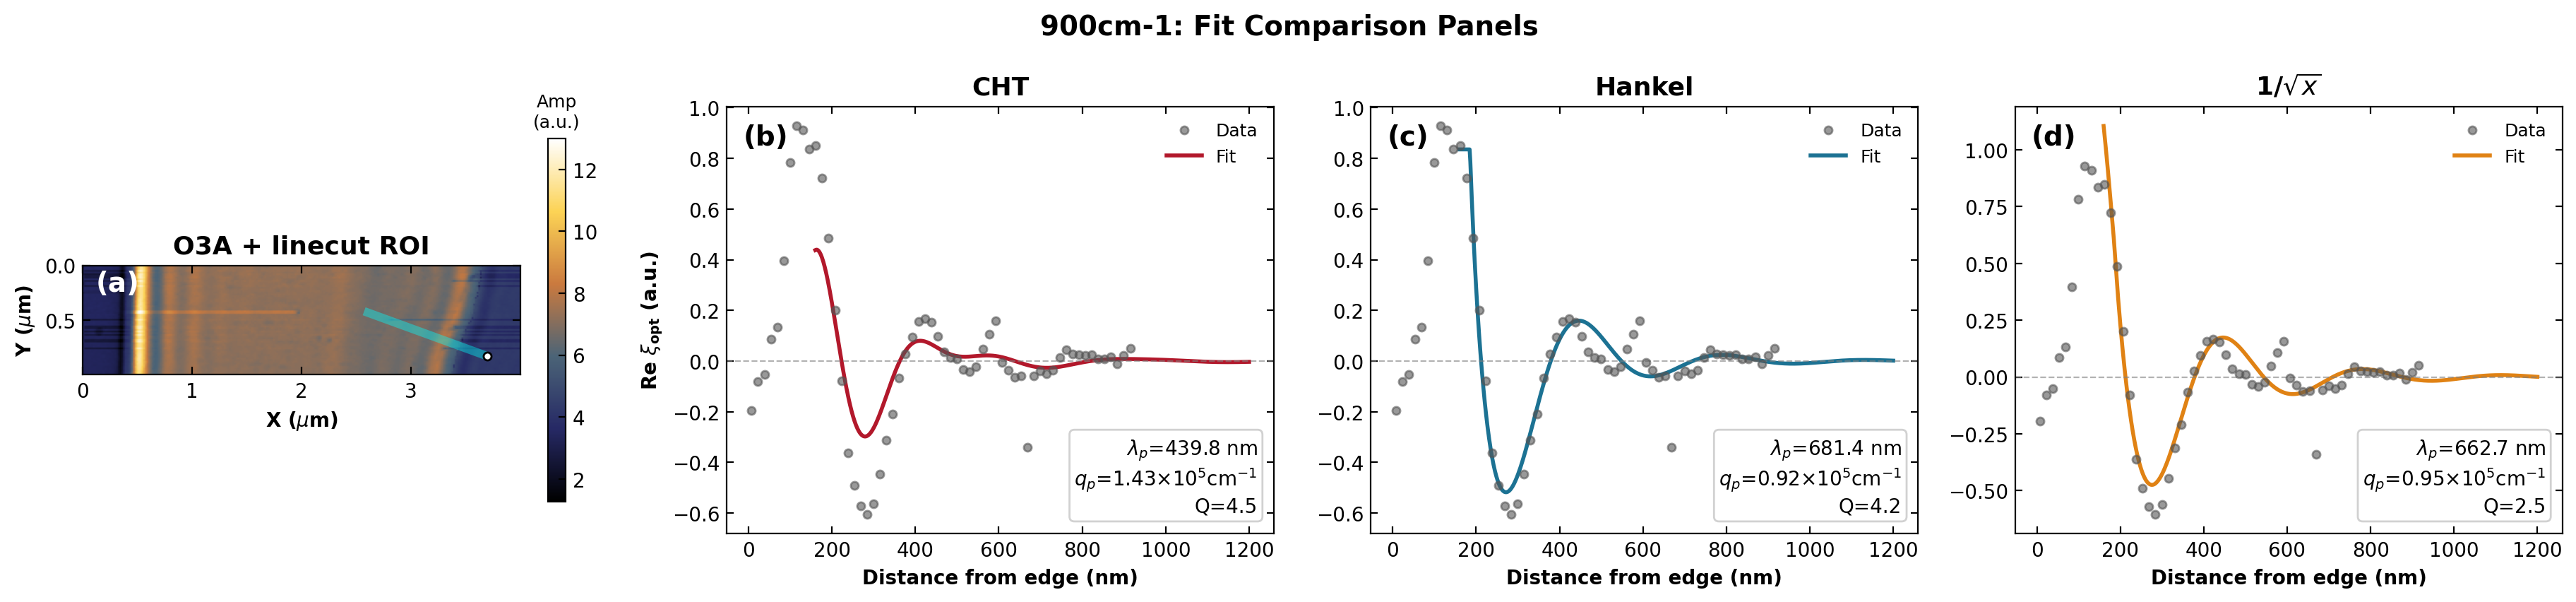 900cm-1: Fit Comparison Panels
Amp
(a.u.)
O3A + linecut ROI
(a)
0.0
0.5
Y (μm)
0 1 2 3
X (μm)
12
10
8
6
4
2
CHT
(b)
Data
Fit
1.0
0.8
0.6
0.4
0.2
0.0
−0.2
−0.4
−0.6
Re ξopt (a.u.)
λp=439.8 nm
qp=1.43×10⁵cm⁻¹
Q=4.5
0 200 400 600 800 1000 1200
Distance from edge (nm)
Hankel
(c)
Data
Fit
1.0
0.8
0.6
0.4
0.2
0.0
−0.2
−0.4
−0.6
λp=681.4 nm
qp=0.92×10⁵cm⁻¹
Q=4.2
0 200 400 600 800 1000 1200
Distance from edge (nm)
1/√x
(d)
Data
Fit
1.00
0.75
0.50
0.25
0.00
−0.25
−0.50
λp=662.7 nm
qp=0.95×10⁵cm⁻¹
Q=2.5
0 200 400 600 800 1000 1200
Distance from edge (nm)